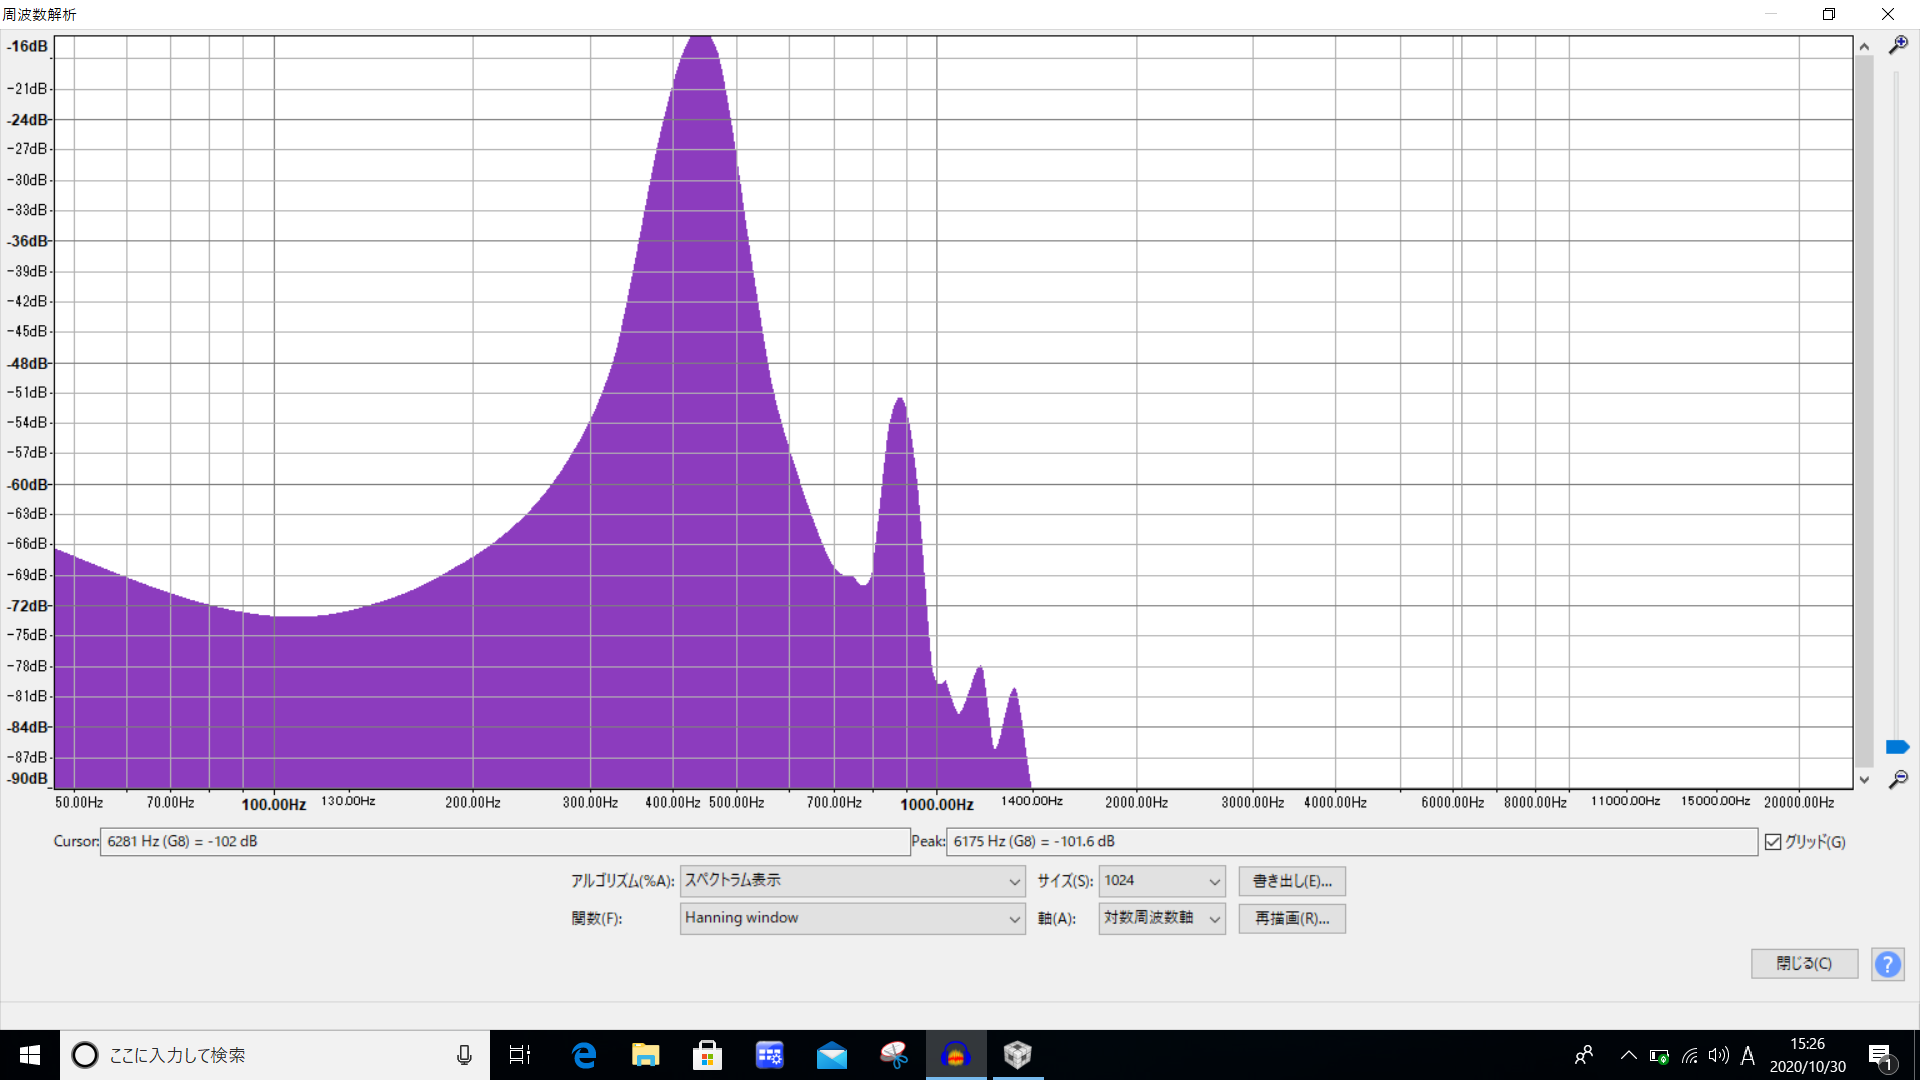 周波数解析
-16dB
-21dB
-24dB
-27dB
-30dB
-33dB
-36dB
-39dB
-42dB
-45dB
-48dB
-51dB
-54dB
-57dB
-60dB
-63dB
-66dB
-69dB
-72dB
-75dB
-78dB
-81dB
-84dB
-87dB
-90dB
50.00Hz 70.00Hz 100.00Hz 130.00Hz 200.00Hz 300.00Hz 400.00Hz 500.00Hz 700.00Hz 1000.00Hz 1400.00Hz 2000.00Hz 3000.00Hz 4000.00Hz 6000.00Hz 8000.00Hz 11000.00Hz 15000.00Hz 20000.00Hz
Cursor: 6281 Hz (G8) = -102 dB Peak: 6175 Hz (G8) = -101.6 dB グリッド(G)
アルゴリズム(%A): スペクトラム表示 サイズ(S): 1024 書き出し(E)...
関数(F): Hanning window 軸(A): 対数周波数軸 再描画(R)...
閉じる(C) ?
ここに入力して検索
A
15:26
2020/10/30
1